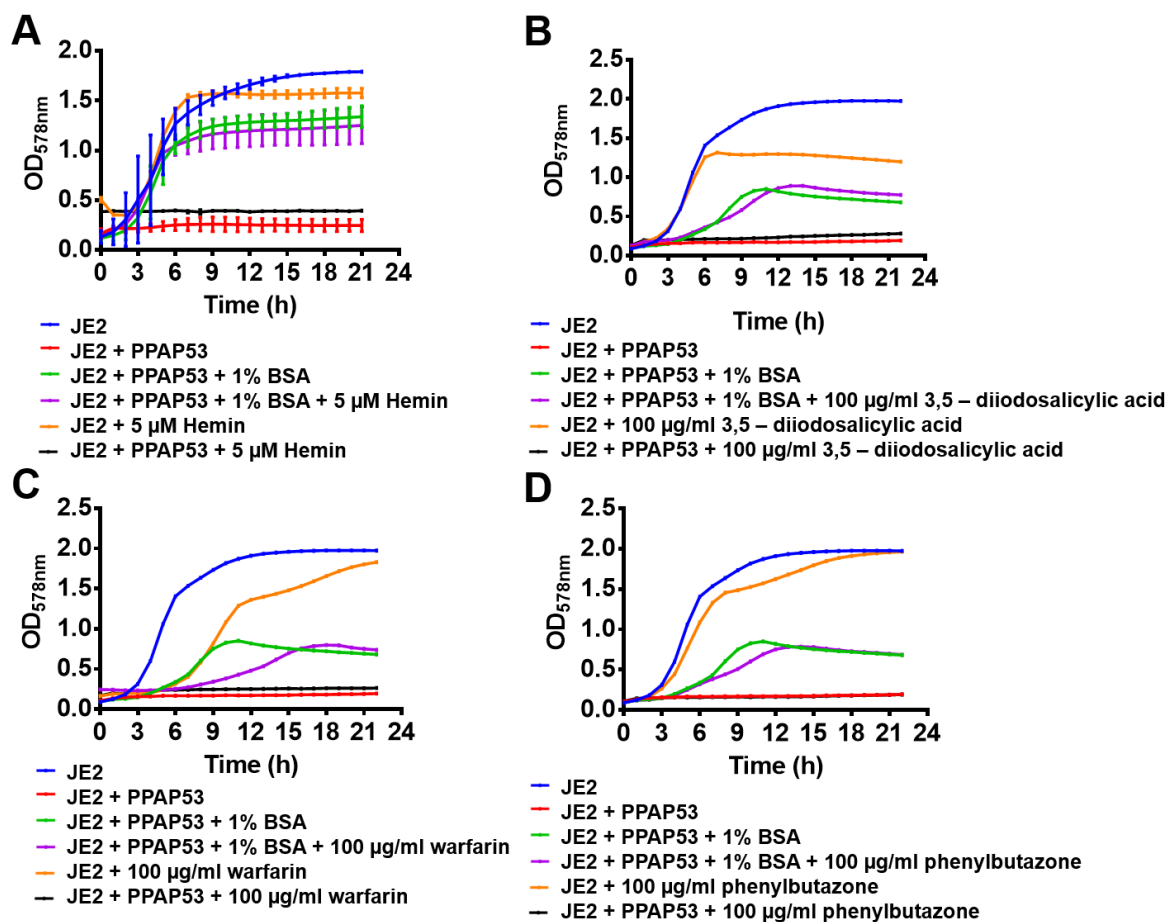 A
2.0
1.5
1.0
0.5
0.0
OD578nm
0 3 6 9 12 15 18 21 24
Time (h)
JE2
JE2 + PPAP53
JE2 + PPAP53 + 1% BSA
JE2 + PPAP53 + 1% BSA + 5 µM Hemin
JE2 + 5 µM Hemin
JE2 + PPAP53 + 5 µM Hemin
B
2.5
2.0
1.5
1.0
0.5
0.0
OD578nm
0 3 6 9 12 15 18 21 24
Time (h)
JE2
JE2 + PPAP53
JE2 + PPAP53 + 1% BSA
JE2 + PPAP53 + 1% BSA + 100 µg/ml 3,5 – diiodosalicylic acid
JE2 + 100 µg/ml 3,5 – diiodosalicylic acid
JE2 + PPAP53 + 100 µg/ml 3,5 – diiodosalicylic acid
C
2.5
2.0
1.5
1.0
0.5
0.0
OD578nm
0 3 6 9 12 15 18 21 24
Time (h)
JE2
JE2 + PPAP53
JE2 + PPAP53 + 1% BSA
JE2 + PPAP53 + 1% BSA + 100 µg/ml warfarin
JE2 + 100 µg/ml warfarin
JE2 + PPAP53 + 100 µg/ml warfarin
D
2.5
2.0
1.5
1.0
0.5
0.0
OD578nm
0 3 6 9 12 15 18 21 24
Time (h)
JE2
JE2 + PPAP53
JE2 + PPAP53 + 1% BSA
JE2 + PPAP53 + 1% BSA + 100 µg/ml phenylbutazone
JE2 + 100 µg/ml phenylbutazone
JE2 + PPAP53 + 100 µg/ml phenylbutazone